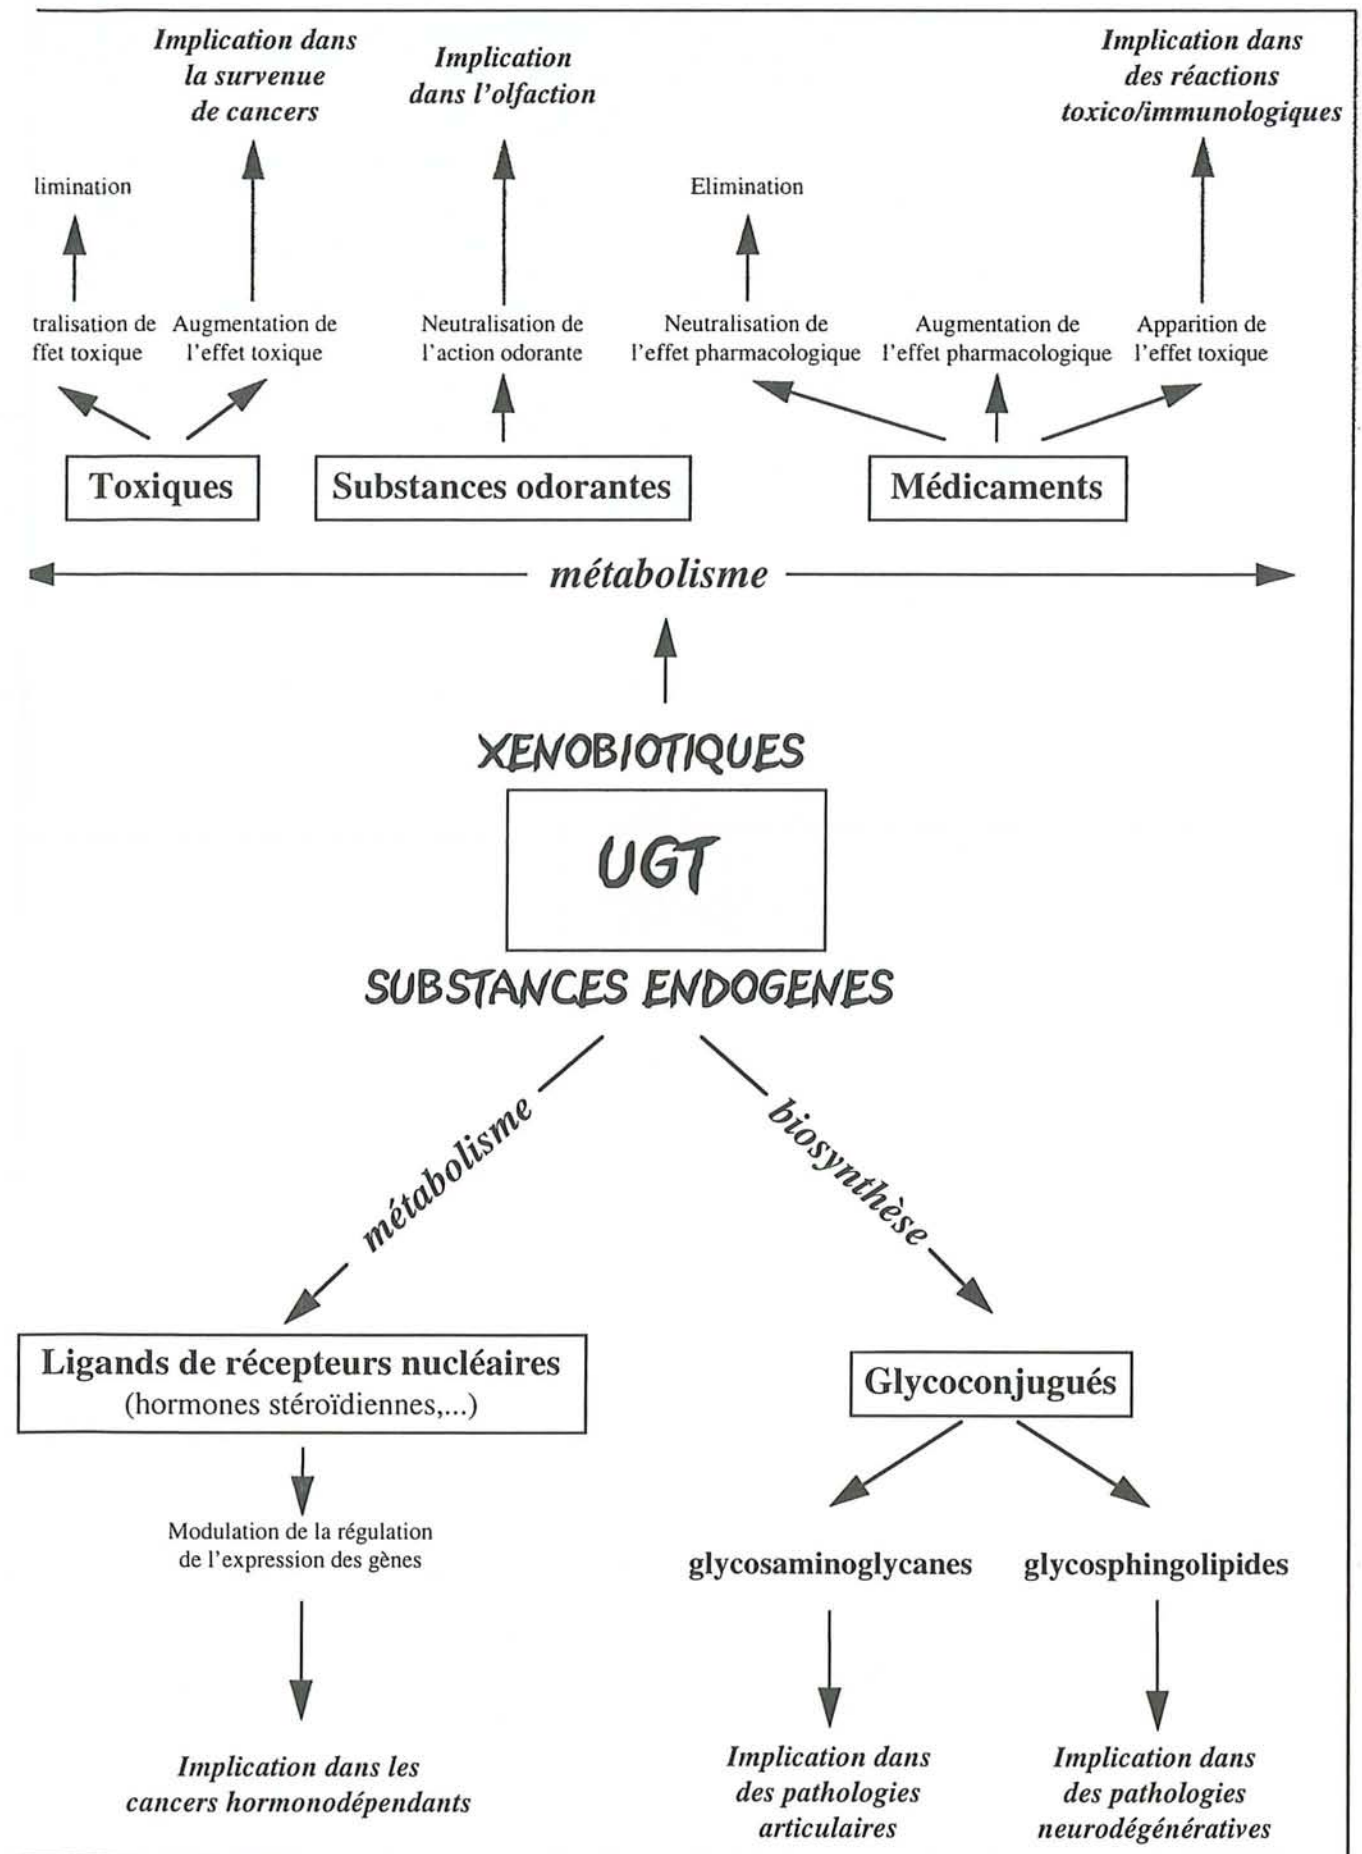 Implication dans
la survenue
de cancers
Implication
dans l'olfaction
Implication dans
des réactions
toxico/immunologiques
limination
Elimination
tralisation de
ffet toxique
Augmentation de
l'effet toxique
Neutralisation de
l'action odorante
Neutralisation de
l'effet pharmacologique
Augmentation de
l'effet pharmacologique
Apparition de
l'effet toxique
Toxiques
Substances odorantes
Médicaments
métabolisme
XENOBIOTIQUES
UGT
SUBSTANCES ENDOGENES
métabolisme
biosynthèse
Ligands de récepteurs nucléaires
(hormones stéroïdiennes,...)
Glycoconjugués
Modulation de la régulation
de l'expression des gènes
glycosaminoglycanes
glycosphingolipides
Implication dans les
cancers hormonodépendants
Implication dans
des pathologies
articulaires
Implication dans
des pathologies
neurodégénératives